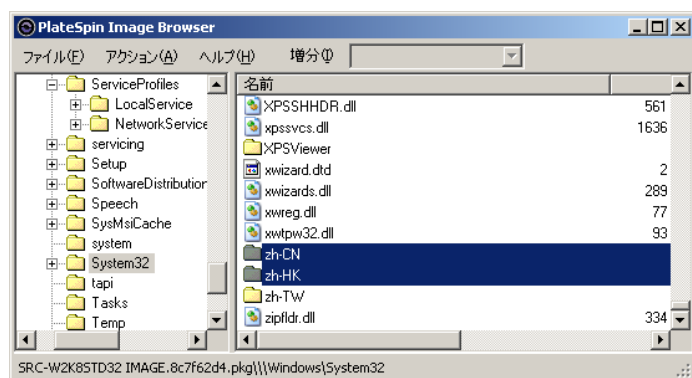 PlateSpin Image Browser
ファイル(F) アクション(A) ヘルプ(H) 増分(I)
ServiceProfiles
LocalService
NetworkService
servicing
Setup
SoftwareDistribution
Speech
SysMsiCache
system
System32
tapi
Tasks
Temp
名前
XPSSHHDR.dll 561
xpssvcs.dll 1636
XPSViewer
xwizard.dtd 2
xwizards.dll 289
xwreg.dll 77
xwtpw32.dll 93
zh-CN
zh-HK
zh-TW
zipfldr.dll 334
SRC-W2K8STD32 IMAGE.8c7f62d4.pkg\\\Windows\System32